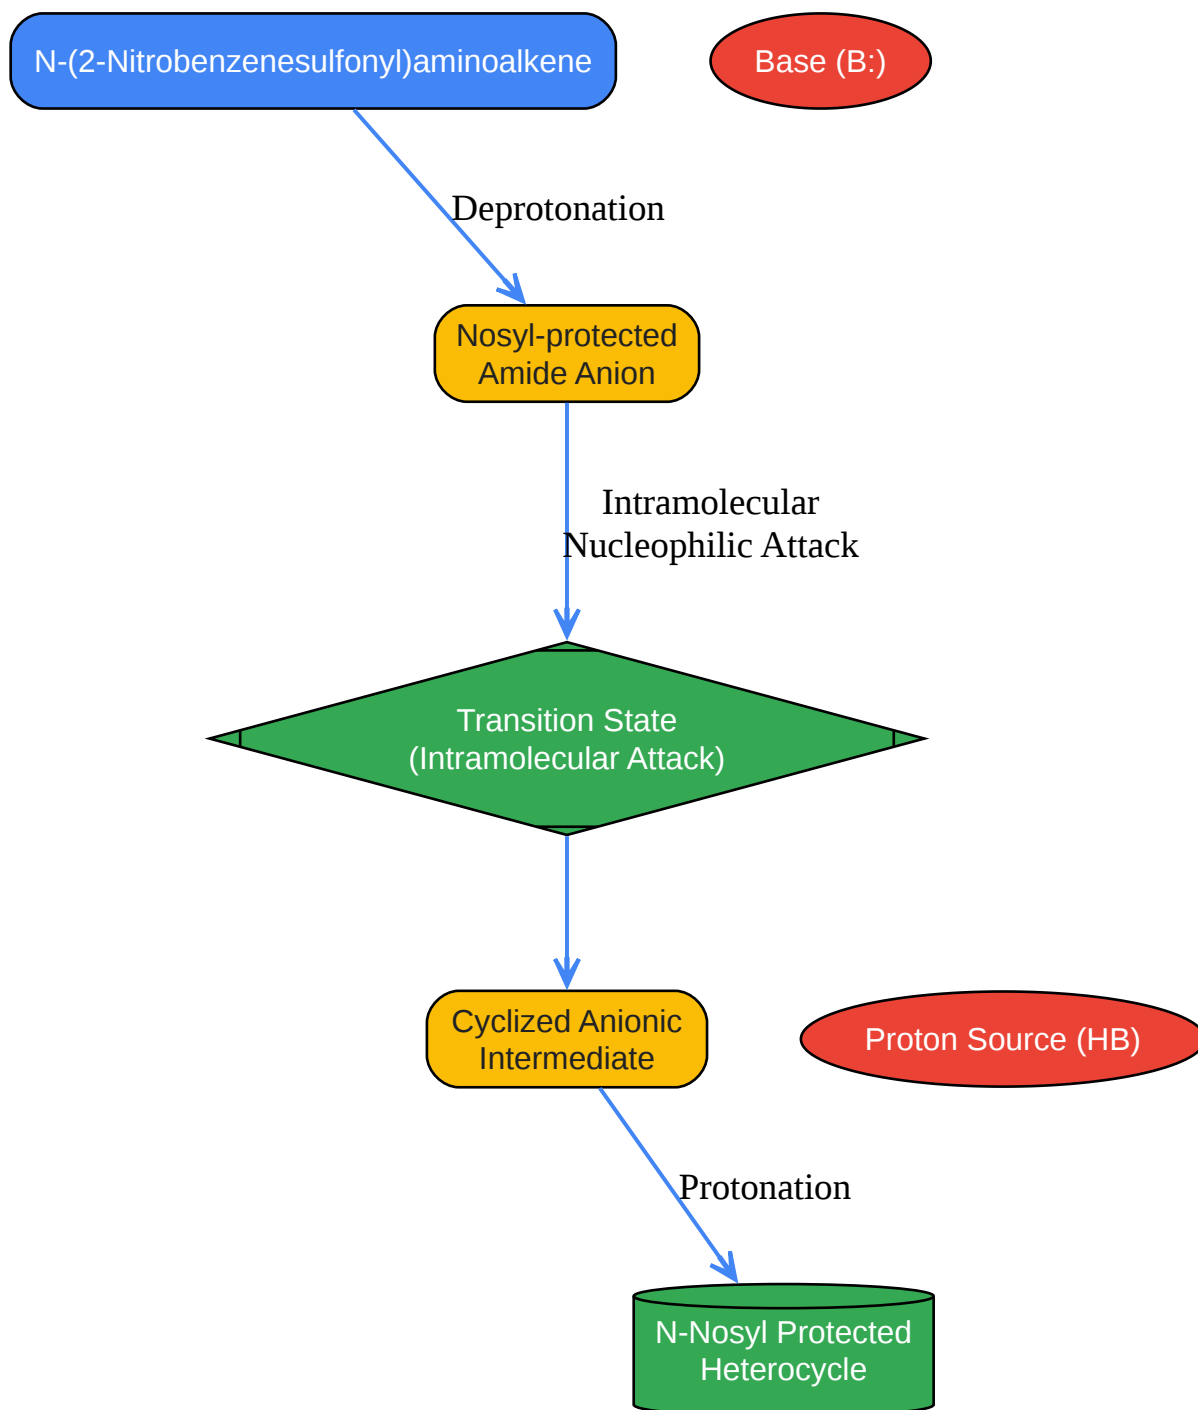 N-(2-Nitrobenzenesulfonyl)aminoalkene
Base (B:)
Deprotonation
Nosyl-protected
Amide Anion
Intramolecular
Nucleophilic Attack
Transition State
(Intramolecular Attack)
Cyclized Anionic
Intermediate
Proton Source (HB)
Protonation
N-Nosyl Protected
Heterocycle